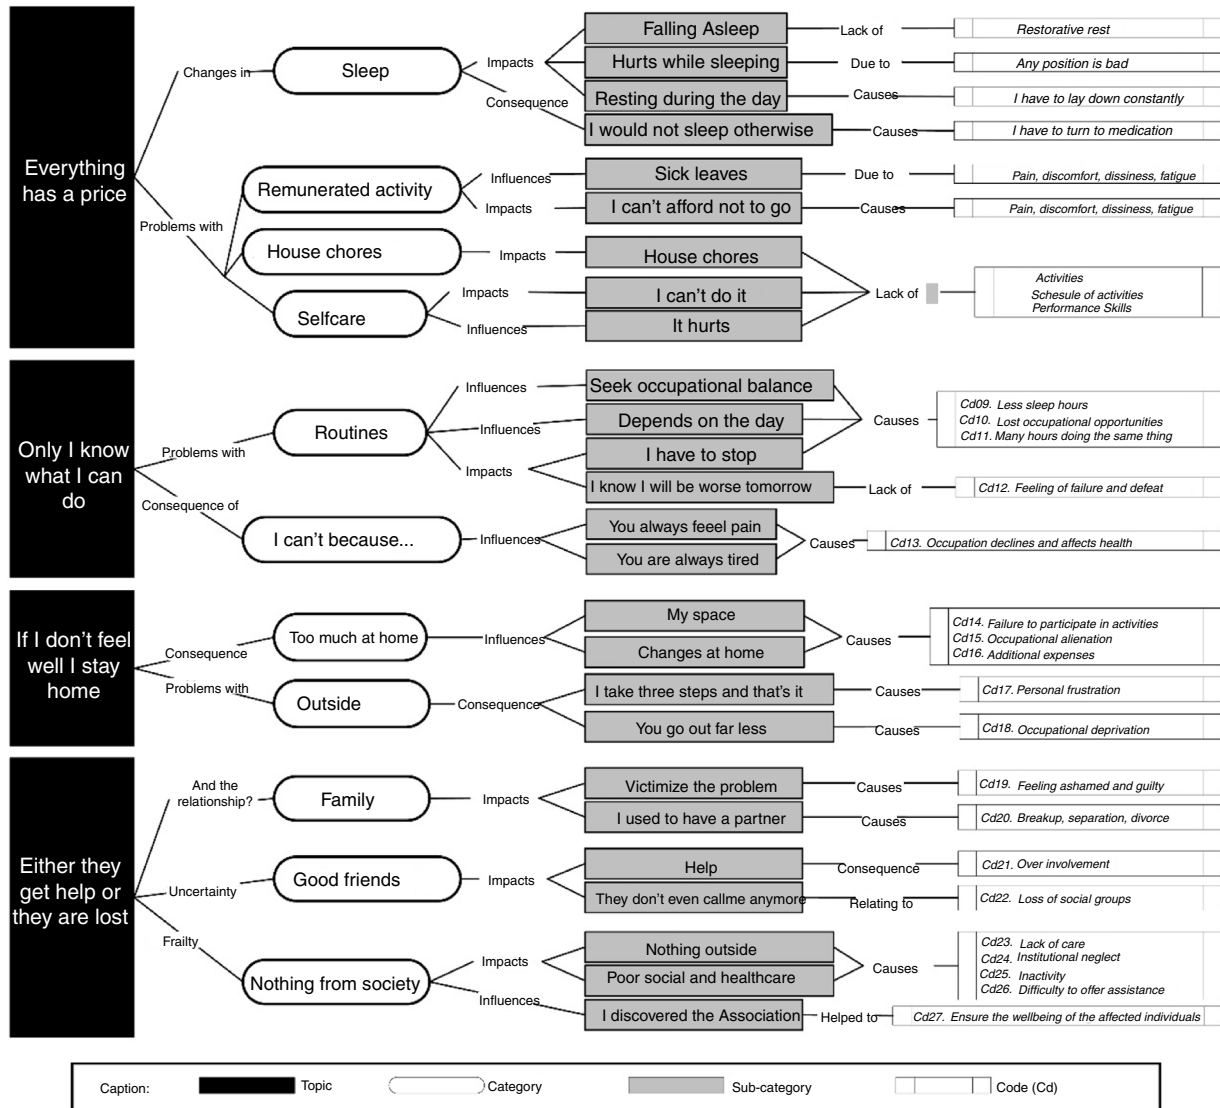 Everything
has a price
Changes in
Sleep
Impacts
Consequence
Falling Asleep
Lack of
Restorative rest
Hurts while sleeping
Due to
Any position is bad
Resting during the day
Causes
I have to lay down constantly
I would not sleep otherwise
Causes
I have to turn to medication
Problems with
Remunerated activity
Influences
Sick leaves
Due to
Pain, discomfort, dissiness, fatigue
Impacts
I can't afford not to go
Causes
Pain, discomfort, dissiness, fatigue
House chores
Impacts
House chores
Selfcare
Impacts
I can't do it
Influences
It hurts
Lack of
Activities
Schesule of activities
Performance Skills
Only I know
what I can
do
Problems with
Routines
Influences
Seek occupational balance
Influences
Depends on the day
Impacts
I have to stop
Causes
Cd09. Less sleep hours
Cd10. Lost occupational opportunities
Cd11. Many hours doing the same thing
I know I will be worse tomorrow
Lack of
Cd12. Feeling of failure and defeat
Consequence of
I can't because...
Influences
You always feeel pain
You are always tired
Causes
Cd13. Occupation declines and affects health
If I don't feel
well I stay
home
Consequence
Too much at home
Influences
My space
Changes at home
Causes
Cd14. Failure to participate in activities
Cd15. Occupational alienation
Cd16. Additional expenses
Problems with
Outside
Consequence
I take three steps and that's it
Causes
Cd17. Personal frustration
You go out far less
Causes
Cd18. Occupational deprivation
Either they
get help or
they are lost
And the
relationship?
Family
Impacts
Victimize the problem
Causes
Cd19. Feeling ashamed and guilty
I used to have a partner
Causes
Cd20. Breakup, separation, divorce
Uncertainty
Good friends
Impacts
Help
Consequence
Cd21. Over involvement
They don't even callme anymore
Relating to
Cd22. Loss of social groups
Frailty
Nothing from society
Impacts
Nothing outside
Poor social and healthcare
Causes
Cd23. Lack of care
Cd24. Institutional neglect
Cd25. Inactivity
Cd26. Difficulty to offer assistance
Influences
I discovered the Association
Helped to
Cd27. Ensure the wellbeing of the affected individuals
Caption:
Topic
Category
Sub-category
Code (Cd)